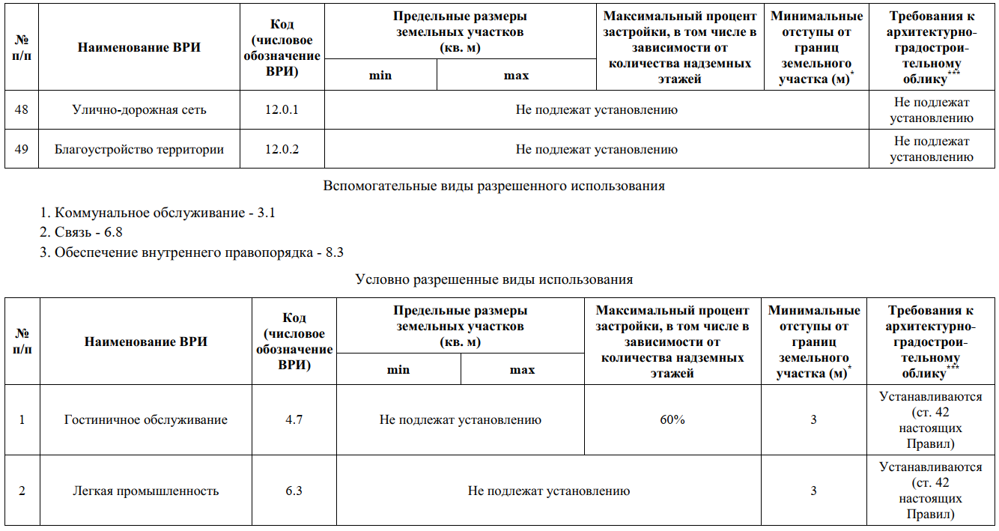 № п/п
Наименование ВРИ
Код
(числовое
обозначение
ВРИ)
Предельные размеры
земельных участков
(кв. м)
min
max
Максимальный процент
застройки, в том числе в
зависимости от
количества надземных
этажей
Минимальные
отступы от
границ
земельного
участка (м)*
Требования к
архитектурно-
градострои-
тельному
облику***
48
Улично-дорожная сеть
12.0.1
Не подлежат установлению
Не подлежат
установлению
49
Благоустройство территории
12.0.2
Не подлежат установлению
Не подлежат
установлению
Вспомогательные виды разрешенного использования
1. Коммунальное обслуживание - 3.1
2. Связь - 6.8
3. Обеспечение внутреннего правопорядка - 8.3
Условно разрешенные виды использования
№
п/п
Наименование ВРИ
Код
(числовое
обозначение
ВРИ)
Предельные размеры
земельных участков
(кв. м)
min
max
Максимальный процент
застройки, в том числе в
зависимости от
количества надземных
этажей
Минимальные
отступы от
границ
земельного
участка (м)*
Требования к
архитектурно-
градострои-
тельному
облику***
1
Гостиничное обслуживание
4.7
Не подлежат установлению
60%
3
Устанавливаются
(ст. 42
настоящих
Правил)
2
Легкая промышленность
6.3
Не подлежат установлению
3
Устанавливаются
(ст. 42
настоящих
Правил)